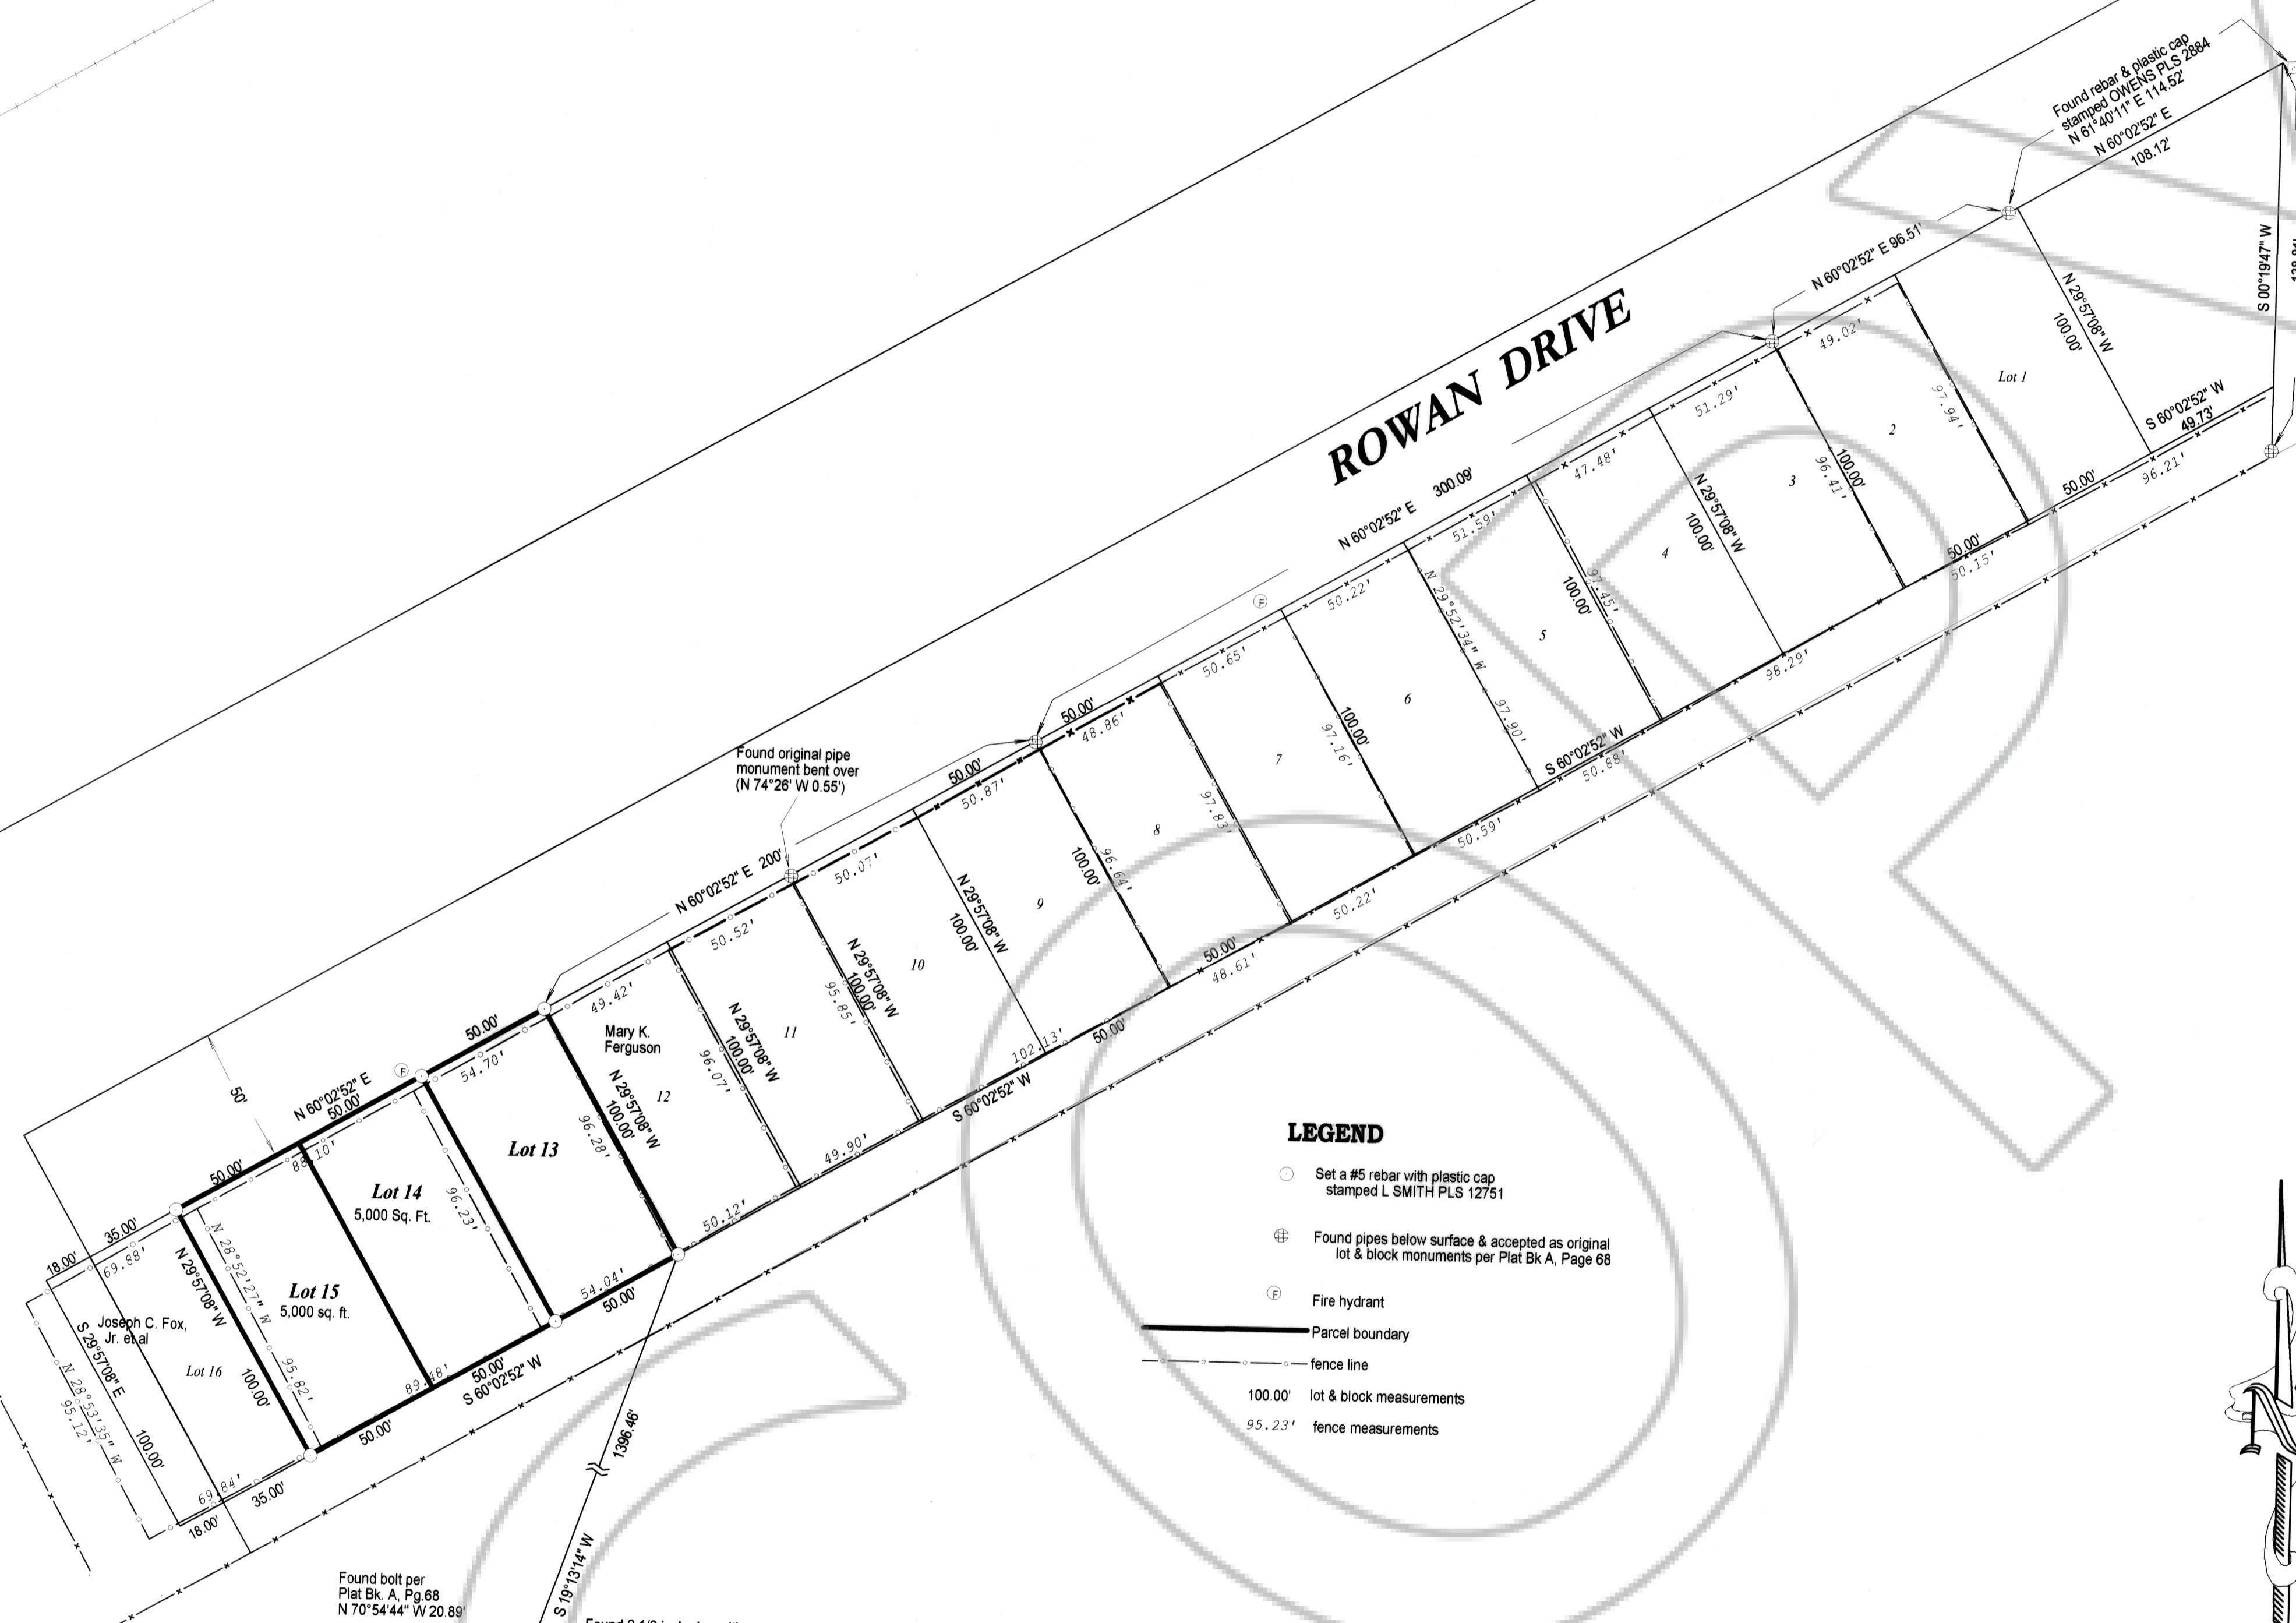 Found rebar & plastic cap
stamped OWENS PLS 2884
N 61°40'11" E 114.52'
N 60°02'52" E
108.12'
S 00°19'47" W
N 60°02'52" E 96.51'
N 29°57'08" W
100.00'
Lot 1
S 60°02'52" W
49.73'
96.21'
50.00'
49.02'
97.94'
2
50.00'
50.15'
ROWAN DRIVE
51.29'
3
100.00'
96.41'
47.48'
N 29°57'08" W
100.00'
4
98.29'
N 60°02'52" E 300.09'
51.59'
97.45'
100.00'
5
S 60°02'52" W
50.88'
50.22'
N 29°52'34" W
97.90'
6
50.59'
F
50.65'
100.00'
97.16'
7
50.22'
50.00'
48.86'
97.83'
8
50.00'
48.61'
Found original pipe
monument bent over
(N 74°26' W 0.55')
50.00'
50.87'
96.64'
100.00'
9
50.00'
N 29°57'08" W
100.00'
102.13'
S 60°02'52" W
50.07'
10
N 29°57'08" W
100.00'
95.85'
N 60°02'52" E 200'
50.52'
11
N 29°57'08" W
100.00'
96.07'
49.90'
49.42'
Mary K.
Ferguson
12
N 29°57'08" W
100.00'
96.28'
50.12'
50.00'
54.70'
Lot 13
54.04'
50.00'
F
50'
N 60°02'52" E
50.00'
88.10'
Lot 14
5,000 Sq. Ft.
96.23'
50.00'
S 60°02'52" W
50.00'
N 28°52'27" W
95.82'
Lot 15
5,000 sq. ft.
89.48'
50.00'
35.00'
18.00'
69.88'
N 29°57'08" W
100.00'
Joseph C. Fox,
Jr. et al
Lot 16
S 29°57'08" E
100.00'
N 28°53'35" W
95.12'
69.84'
35.00'
18.00'
1396.46'
S 19°13'14" W
Found bolt per
Plat Bk. A, Pg.68
N 70°54'44" W 20.89'
LEGEND
Set a #5 rebar with plastic cap
stamped L SMITH PLS 12751
Found pipes below surface & accepted as original
lot & block monuments per Plat Bk A, Page 68
F Fire hydrant
Parcel boundary
fence line
100.00' lot & block measurements
95.23' fence measurements